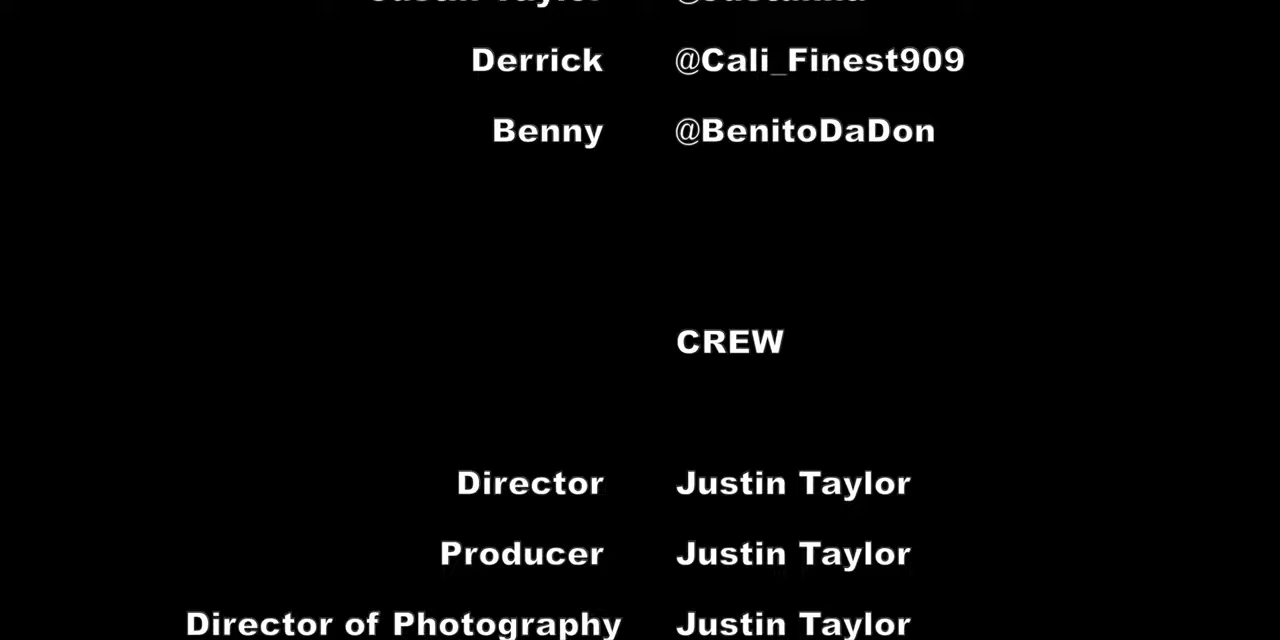 Derrick @Cali_Finest909
Benny @BenitoDaDon
CREW
Director Justin Taylor
Producer Justin Taylor
Director of Photography Justin Taylor